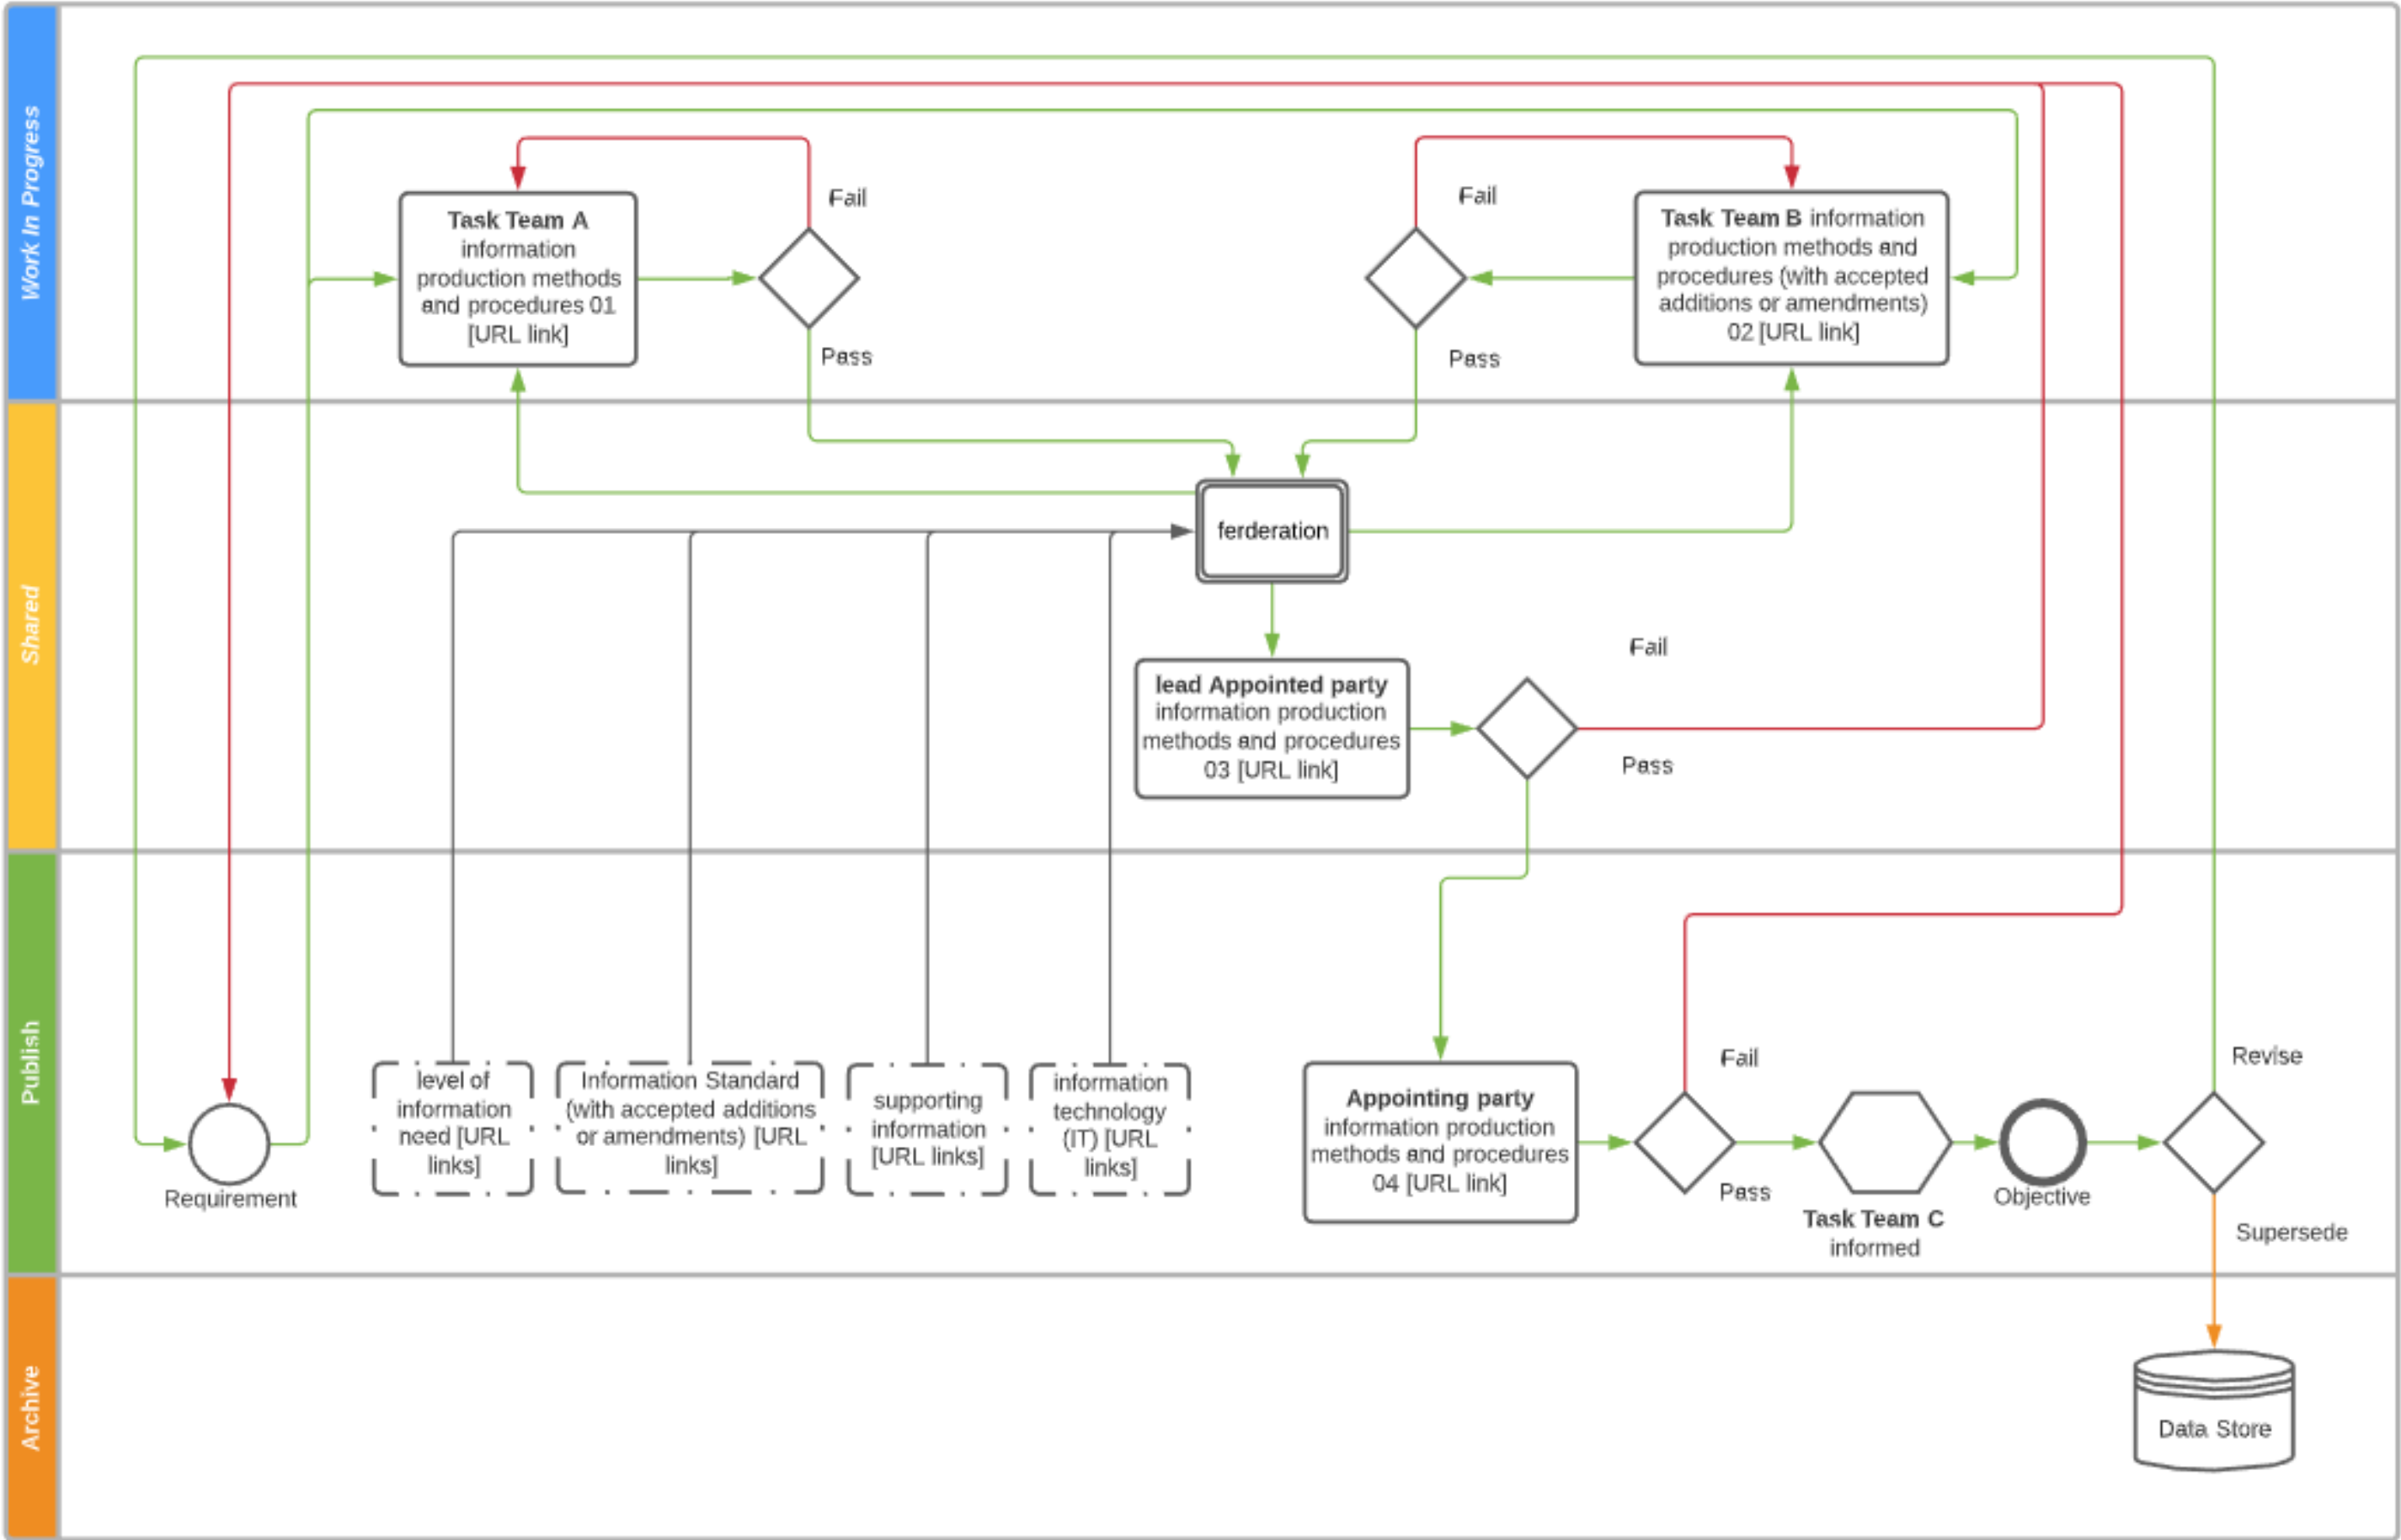 Work In Progress
Fail
Task Team A
information
production methods
and procedures 01
[URL link]
Pass
Fail
Task Team B information
production methods and
procedures (with accepted
additions or amendments)
02 [URL link]
Pass
Shared
ferderation
lead Appointed party
information production
methods and procedures
03 [URL link]
Fail
Pass
Publish
Requirement
level of
information
need [URL
links]
Information Standard
(with accepted additions
or amendments) [URL
links]
supporting
information
[URL links]
information
technology
(IT) [URL
links]
Appointing party
information production
methods and procedures
04 [URL link]
Fail
Pass
Task Team C
informed
Objective
Revise
Supersede
Archive
Data Store